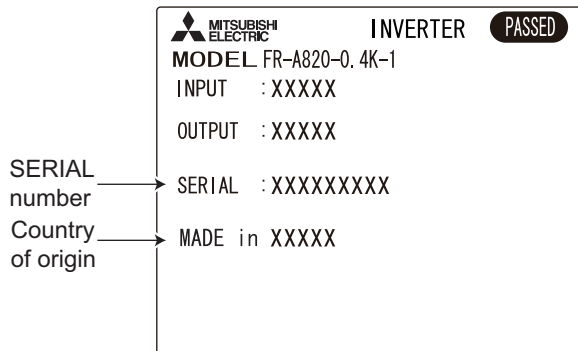 MITSUBISHI ELECTRIC INVERTER PASSED
MODEL FR-A820-0.4K-1
INPUT :XXXXX
OUTPUT :XXXXX
SERIAL number
SERIAL :XXXXXXXXX
Country of origin
MADE in XXXXX